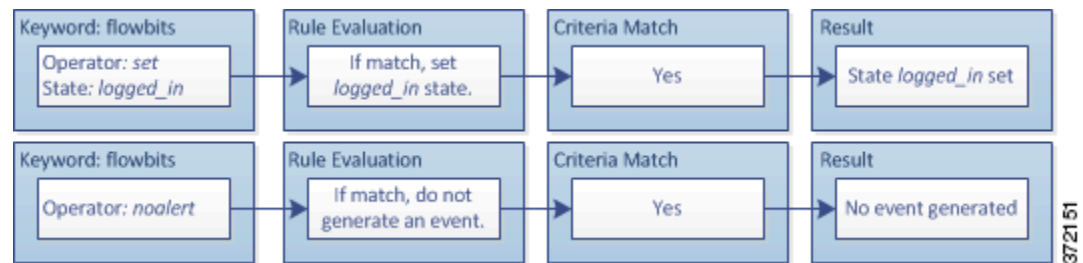 Keyword: flowbits
Operator: set
State: logged_in
Rule Evaluation
If match, set
logged_in state.
Criteria Match
Yes
Result
State logged_in set
Keyword: flowbits
Operator: noalert
Rule Evaluation
If match, do not
generate an event.
Criteria Match
Yes
Result
No event generated
372151